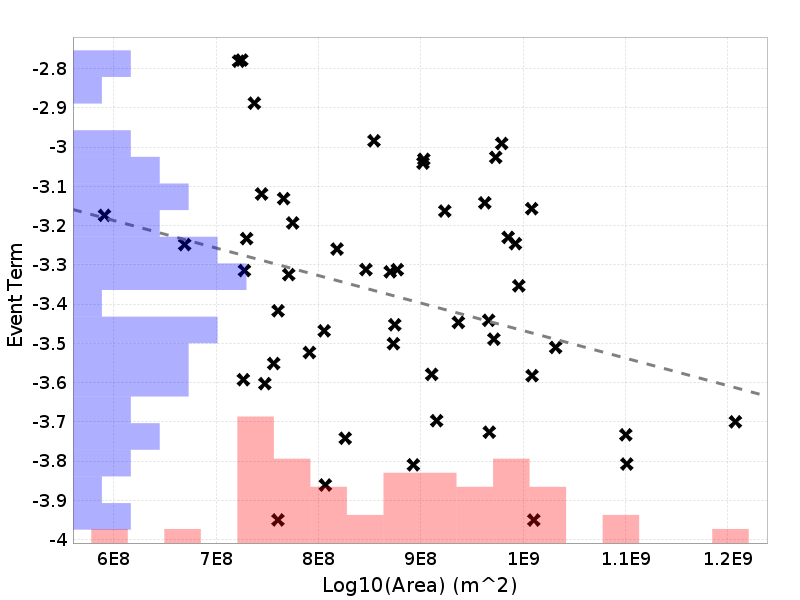 -2.8
-2.9
-3
-3.1
-3.2
-3.3
-3.4
-3.5
-3.6
-3.7
-3.8
-3.9
-4
Event Term
6E8
7E8
8E8
9E8
1E9
1.1E9
1.2E9
Log10(Area) (m^2)